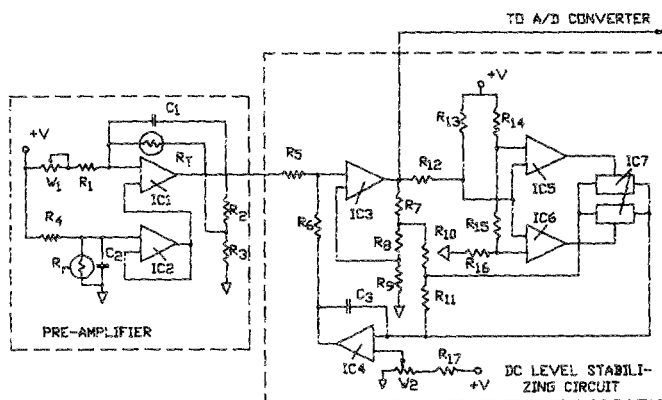 TO A/D CONVERTER
+V
C1
RT
W1
R1
IC1
R4
R2
R3
Rr
C2
IC2
PRE-AMPLIFIER
R5
R6
IC3
R12
R7
R8
R9
R10
R11
+V
R13
R14
R15
R16
IC5
IC6
IC7
C3
IC4
W2
R17
+V
DC LEVEL STABILI-
ZING CIRCUIT